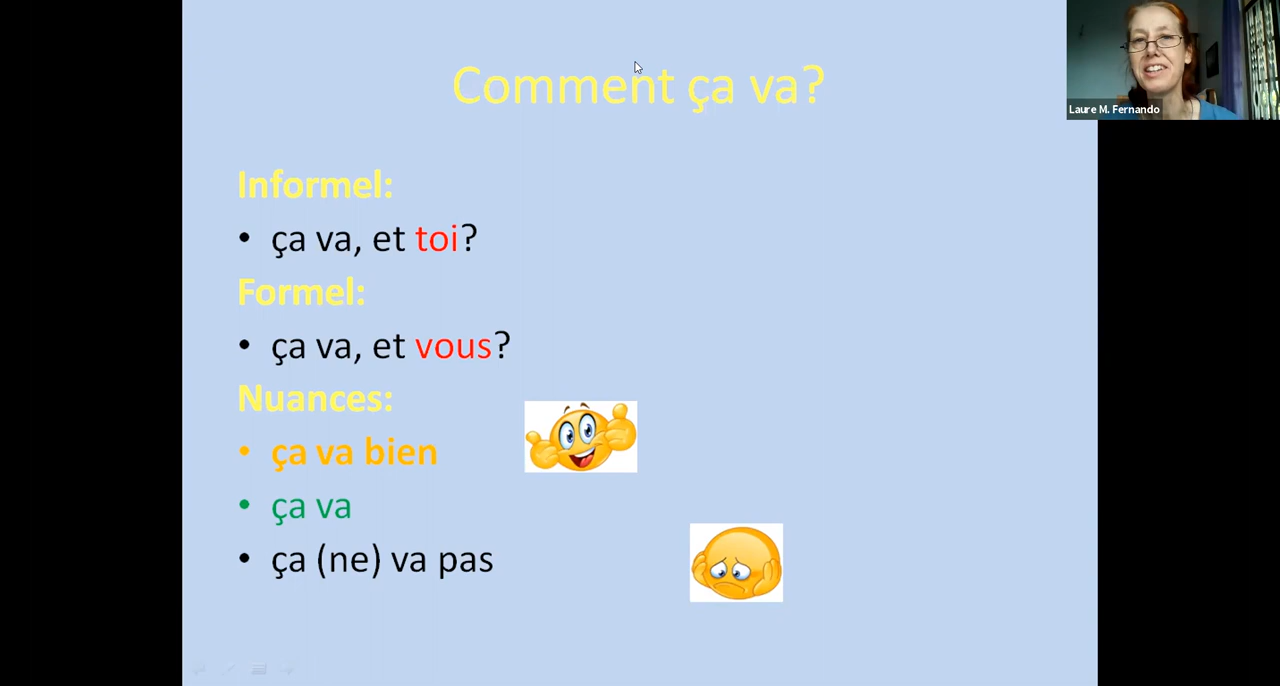 Comment ça va?
Laure M. Fernando
Informel:
• ça va, et toi?
Formel:
• ça va, et vous?
Nuances:
• ça va bien
• ça va
• ça (ne) va pas